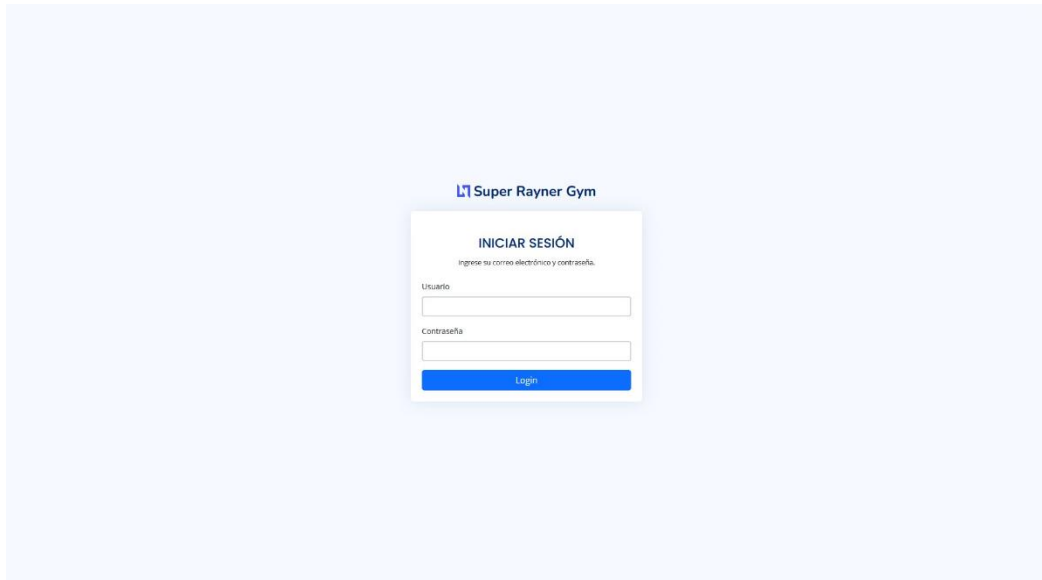 Super Rayner Gym
INICIAR SESIÓN
Ingrese su correo electrónico y contraseña.
Usuario
Contraseña
Login